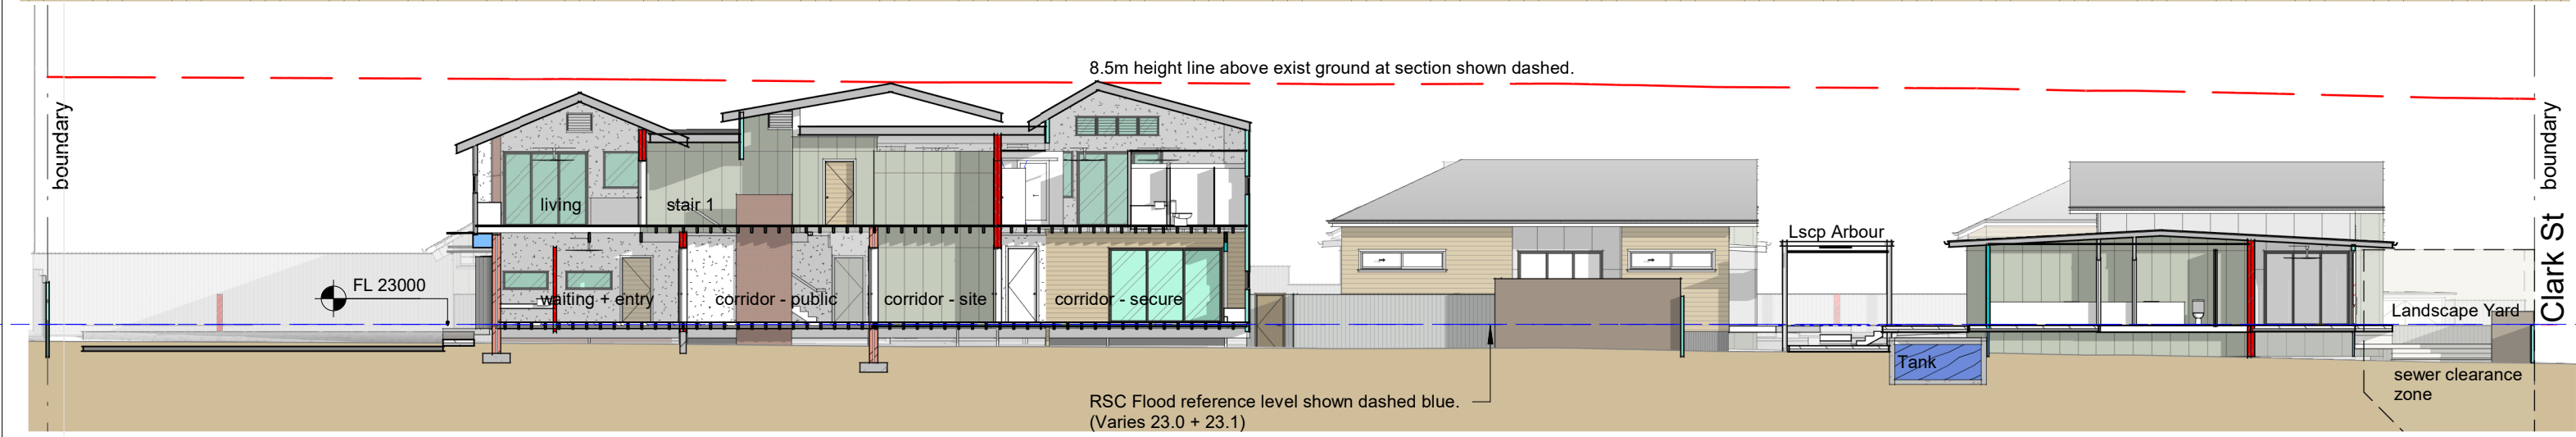 8.5m height line above exist ground at section shown dashed.
boundary
boundary
living
stair 1
Lscp Arbour
FL 23000
waiting + entry
corridor - public
corridor - site
corridor - secure
Landscape Yard
Clark St
Tank
sewer clearance
zone
RSC Flood reference level shown dashed blue.
(Varies 23.0 + 23.1)